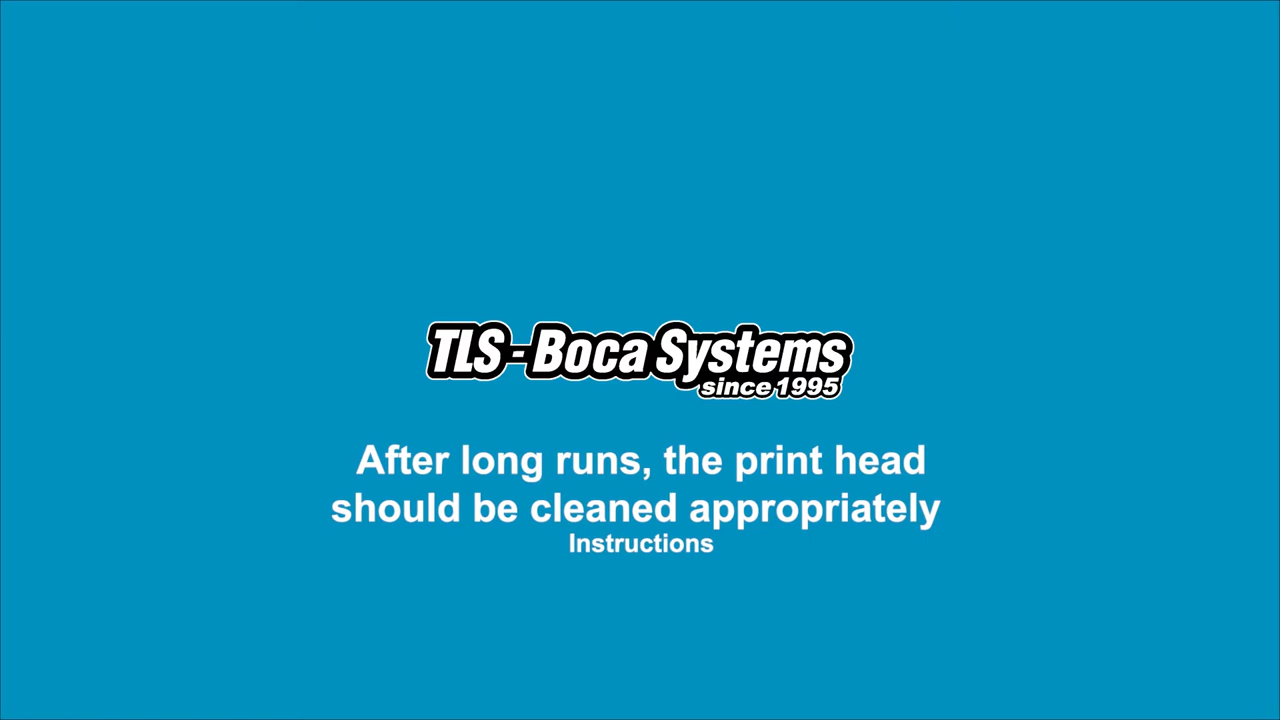 TLS - Boca Systems
since 1995
After long runs, the print head
should be cleaned appropriately
Instructions